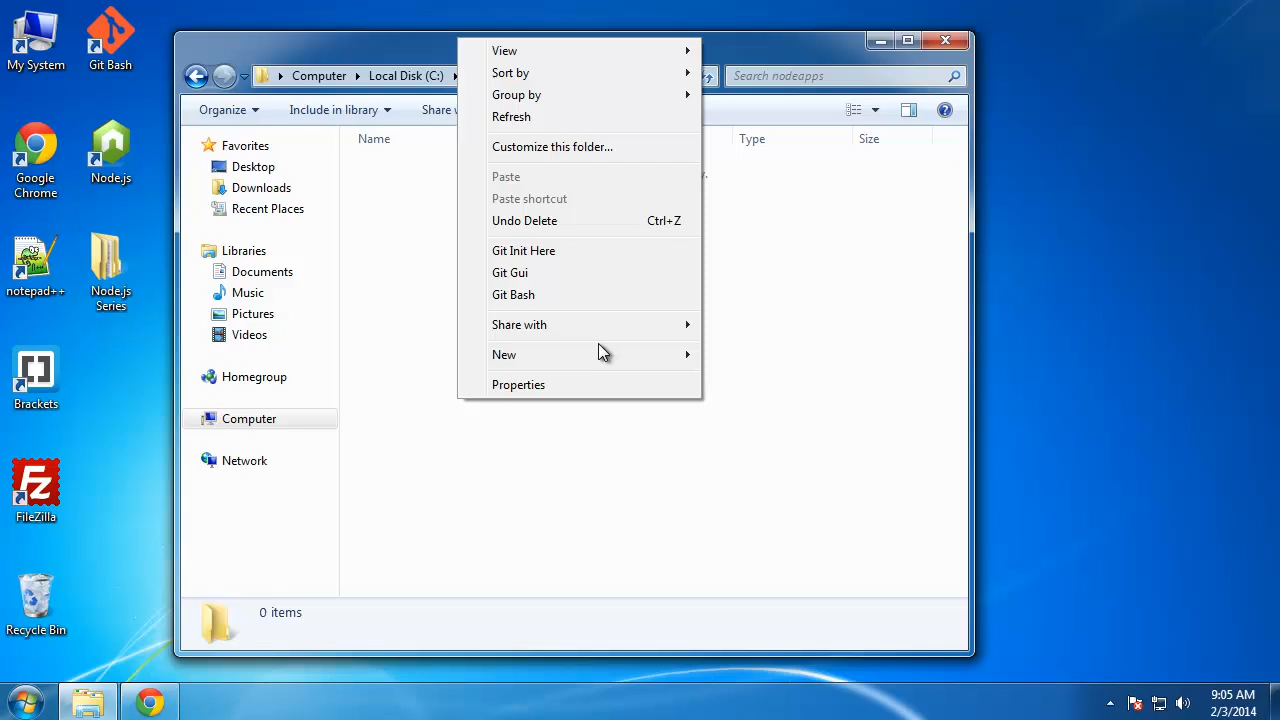 My System
Git Bash
Google
Chrome
Node.js
notepad++
Node.js
Series
Brackets
FileZilla
Recycle Bin
Computer
Local Disk (C:)
Search nodeapps
Organize
Include in library
Share
Name
Type
Size
y.
Favorites
Desktop
Downloads
Recent Places
Libraries
Documents
Music
Pictures
Videos
Homegroup
Computer
Network
View
Sort by
Group by
Refresh
Customize this folder...
Paste
Paste shortcut
Undo Delete Ctrl+Z
Git Init Here
Git Gui
Git Bash
Share with
New
Properties
0 items
9:05 AM
2/3/2014